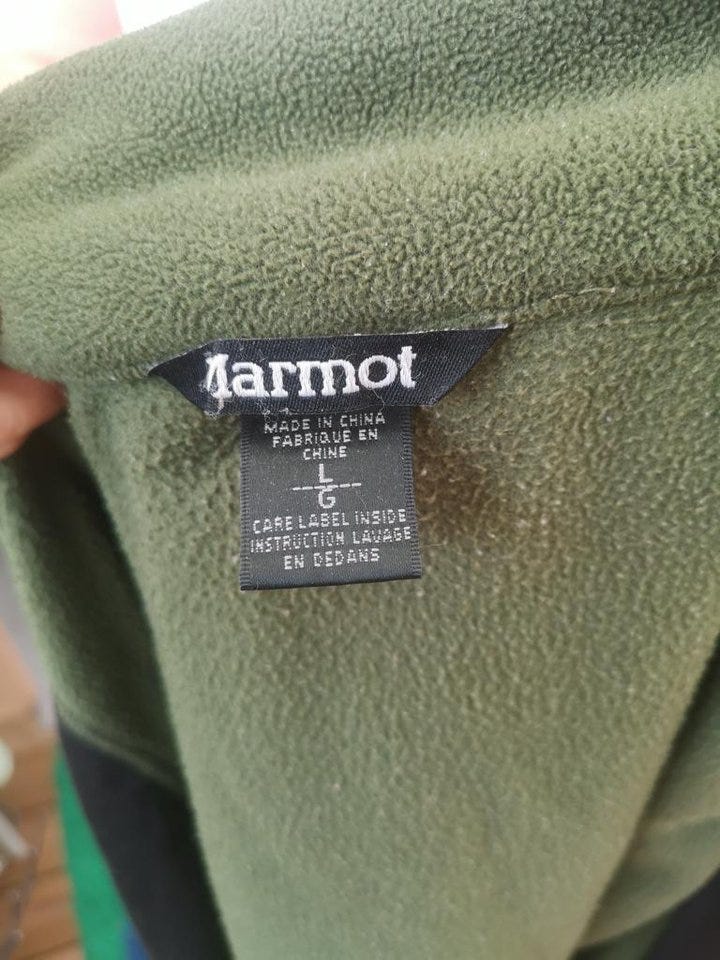 Marmot
MADE IN CHINA
FABRIQUE EN
CHINE
L
G
CARE LABEL INSIDE
INSTRUCTION LAVAGE
EN DEDANS